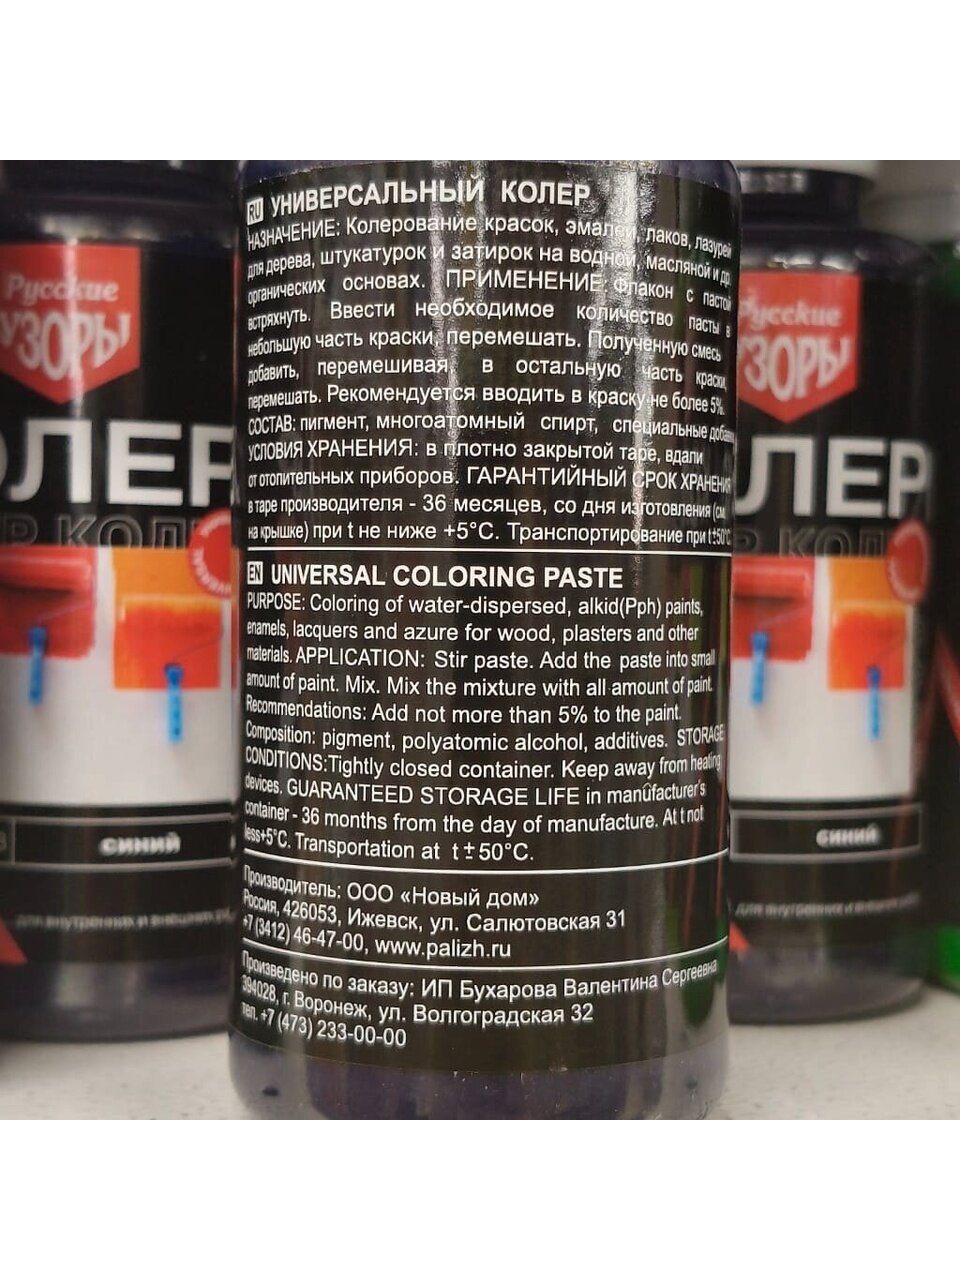 RU УНИВЕРСАЛЬНЫЙ КОЛЕР
НАЗНАЧЕНИЕ: Колерование красок, эмалей, лаков, лазурей
для дерева, штукатурок и затирок на водной, масляной и др.
органических основах. ПРИМЕНЕНИЕ: Флакон с пастой
встряхнуть. Ввести необходимое количество пасты в
небольшую часть краски, перемешать. Полученную смесь
добавить, перемешивая, в остальную часть краски,
перемешать. Рекомендуется вводить в краску не более 5%.
СОСТАВ: пигмент, многоатомный спирт, специальные
УСЛОВИЯ ХРАНЕНИЯ: в плотно закрытой таре, вдали
от отопительных приборов. ГАРАНТИЙНЫЙ СРОК ХРАНЕНИЯ
в таре производителя - 36 месяцев, со дня изготовления (см.
на крышке) при t не ниже +5°C. Транспортирование при t±50°C
EN UNIVERSAL COLORING PASTE
PURPOSE: Coloring of water-dispersed, alkid(Pph) paints,
enamels, lacquers and azure for wood, plasters and other
materials. APPLICATION: Stir paste. Add the paste into small
amount of paint. Mix. Mix the mixture with all amount of paint.
Recommendations: Add not more than 5% to the paint.
Composition: pigment, polyatomic alcohol, additives. STORAGE
CONDITIONS:Tightly closed container. Keep away from heating
devices. GUARANTEED STORAGE LIFE in manufacturer's
container - 36 months from the day of manufacture. At t not
less+5°C. Transportation at t±50°C.
Производитель: ООО «Новый дом»
Россия, 426053, Ижевск, ул. Салютовская 31
+7 (3412) 46-47-00, www.palizh.ru
Произведено по заказу: ИП Бухарова Валентина Сергеевна
394028, г. Воронеж, ул. Волгоградская 32
тел. +7 (473) 233-00-00
Русские
УЗОРЫ
ОЛЕР
синий
для внутренних и внешних
Русские
УЗОРЫ
ЛЕР
синий
для внутренних и внешних